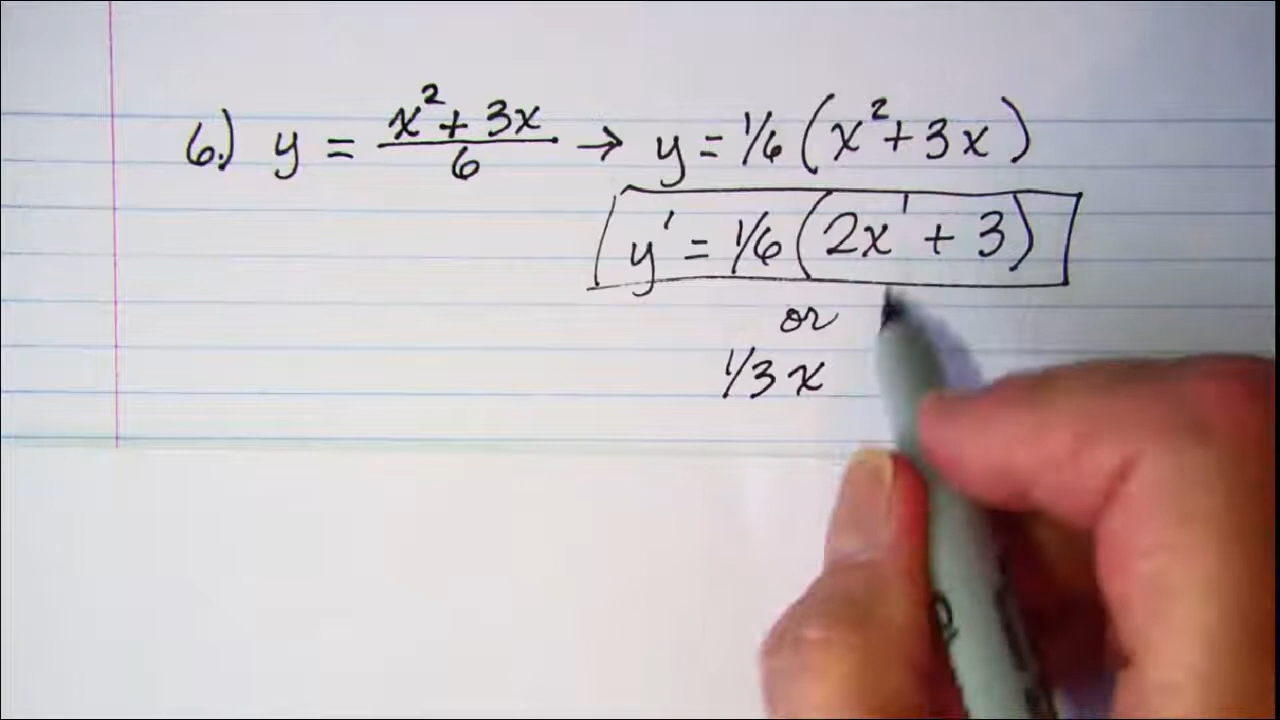 6.) y = (x² + 3x)/6 → y = 1/6 (x² + 3x)
y' = 1/6 (2x¹ + 3)
or
1/3 x